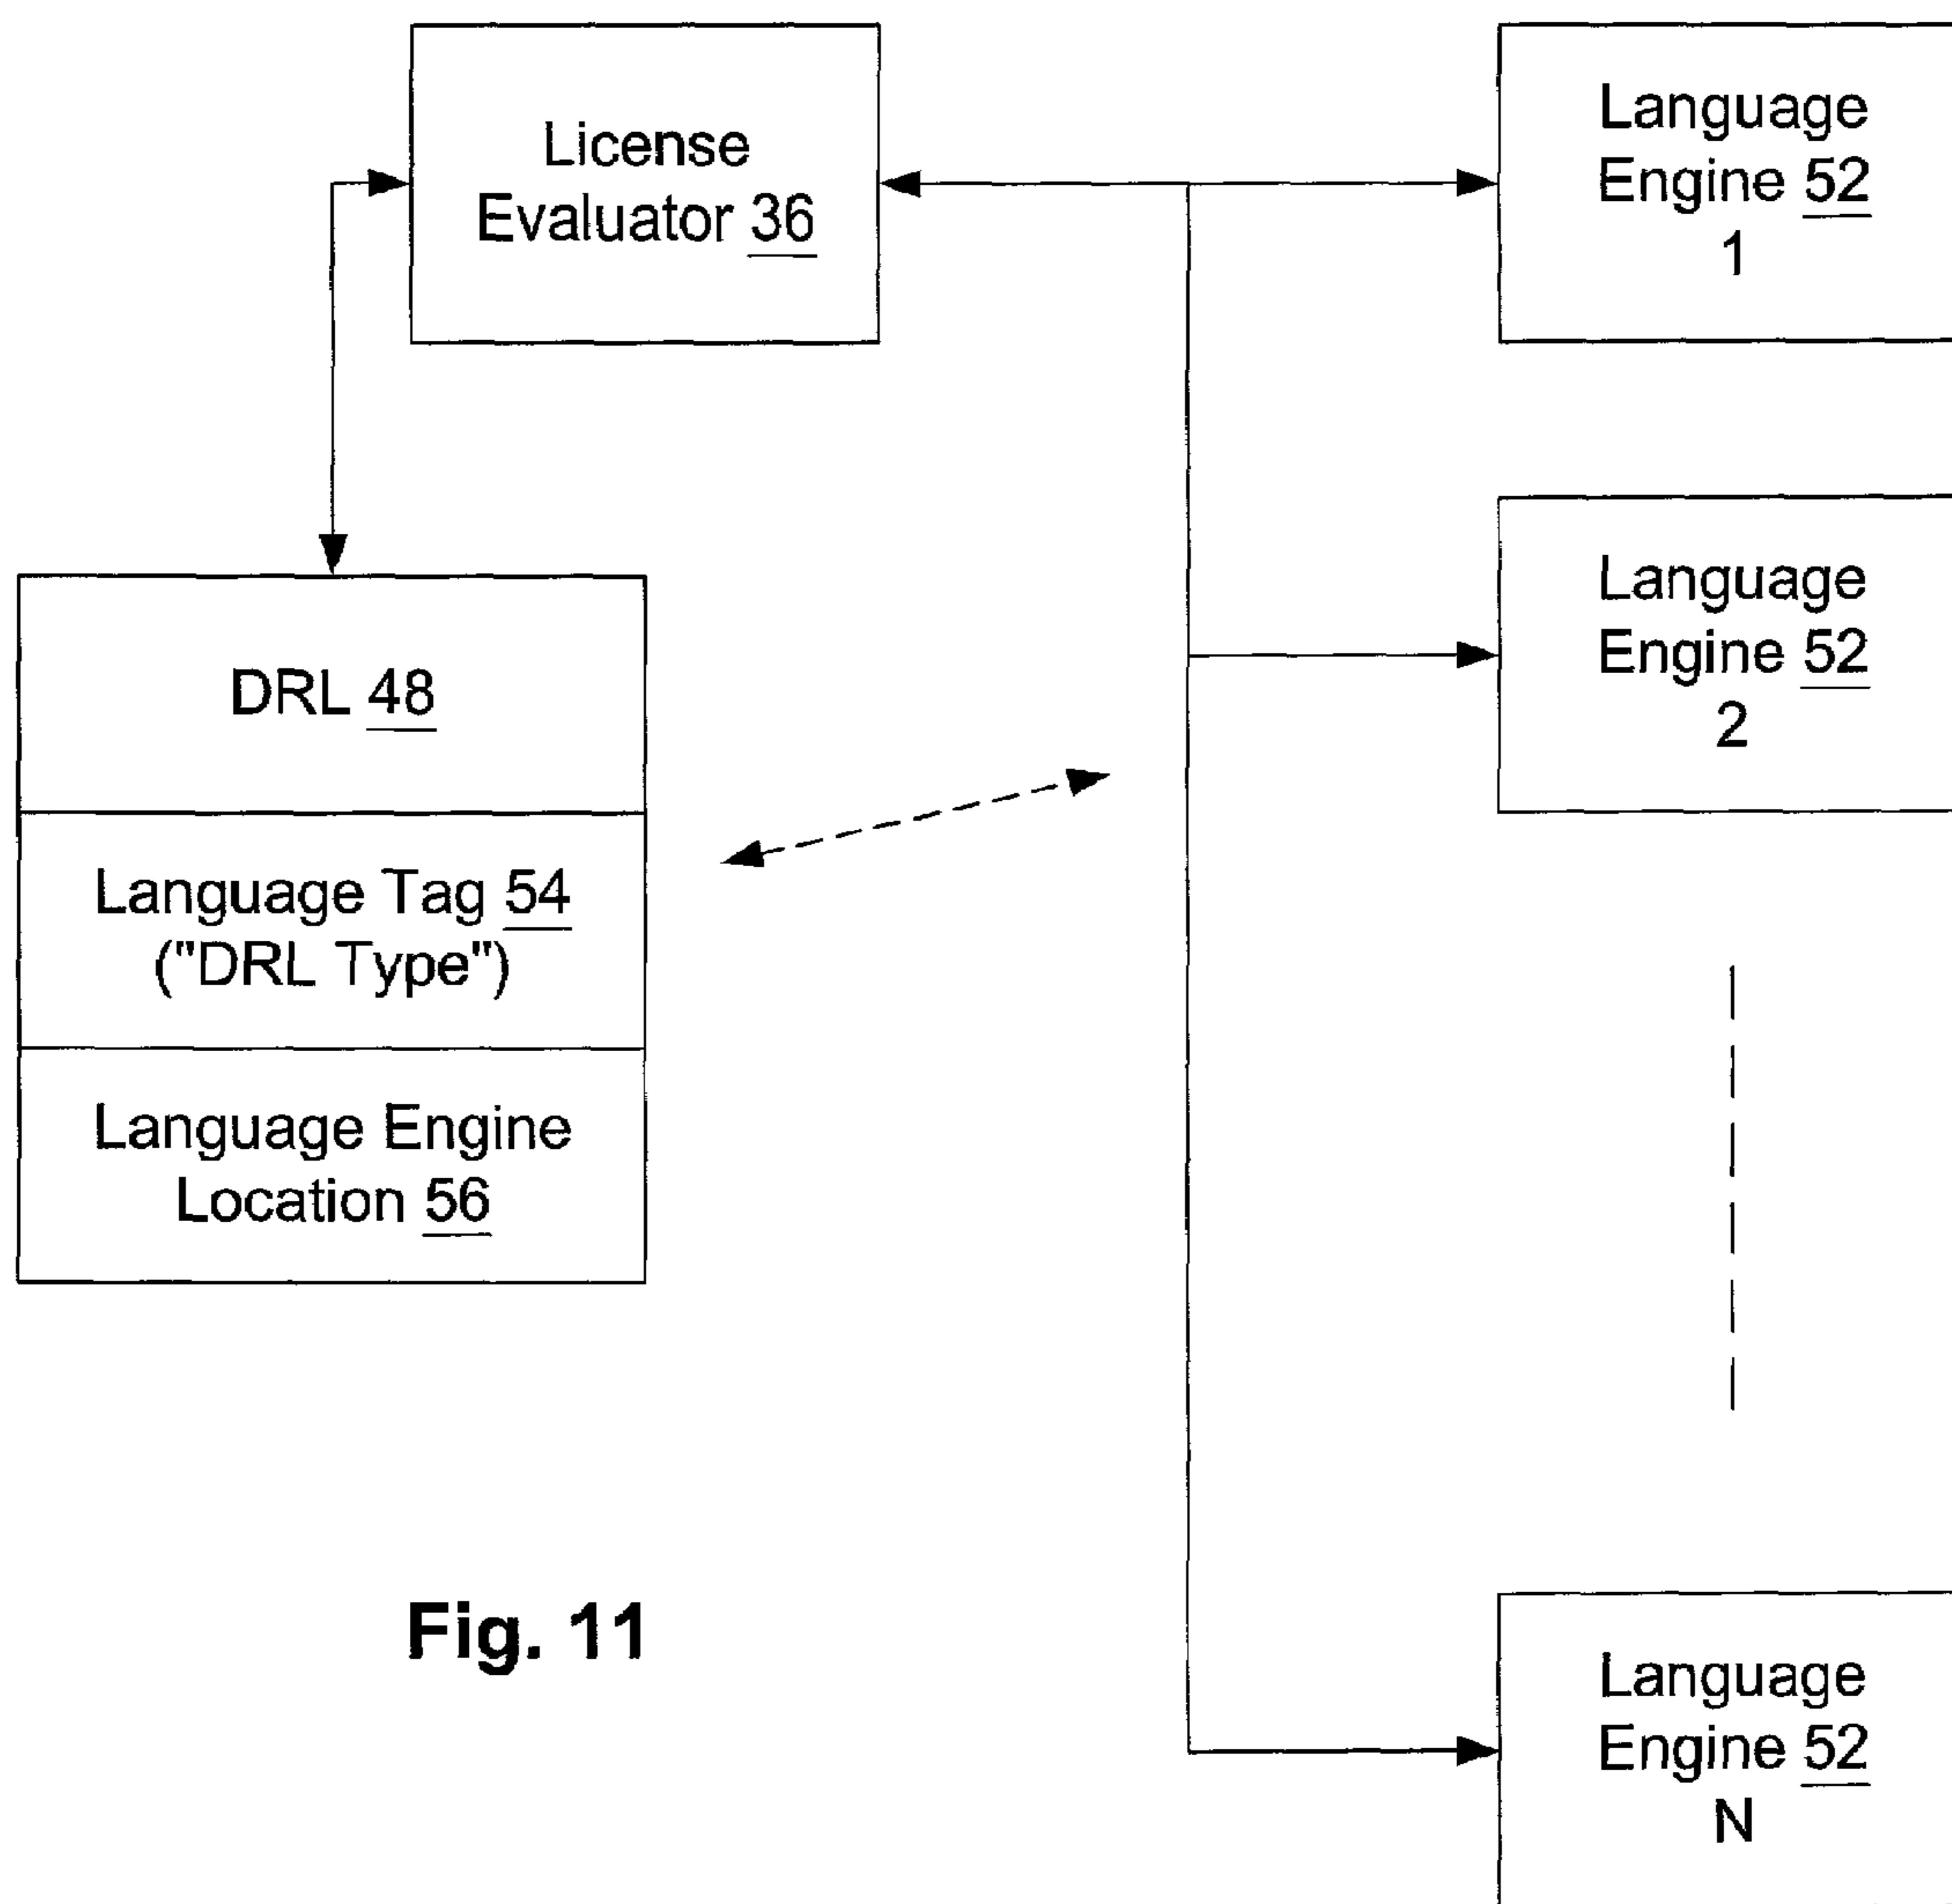 License
Evaluator 36
Language
Engine 52
1
Language
Engine 52
2
DRL 48
Language Tag 54
("DRL Type")
Language Engine
Location 56
Fig. 11
Language
Engine 52
N